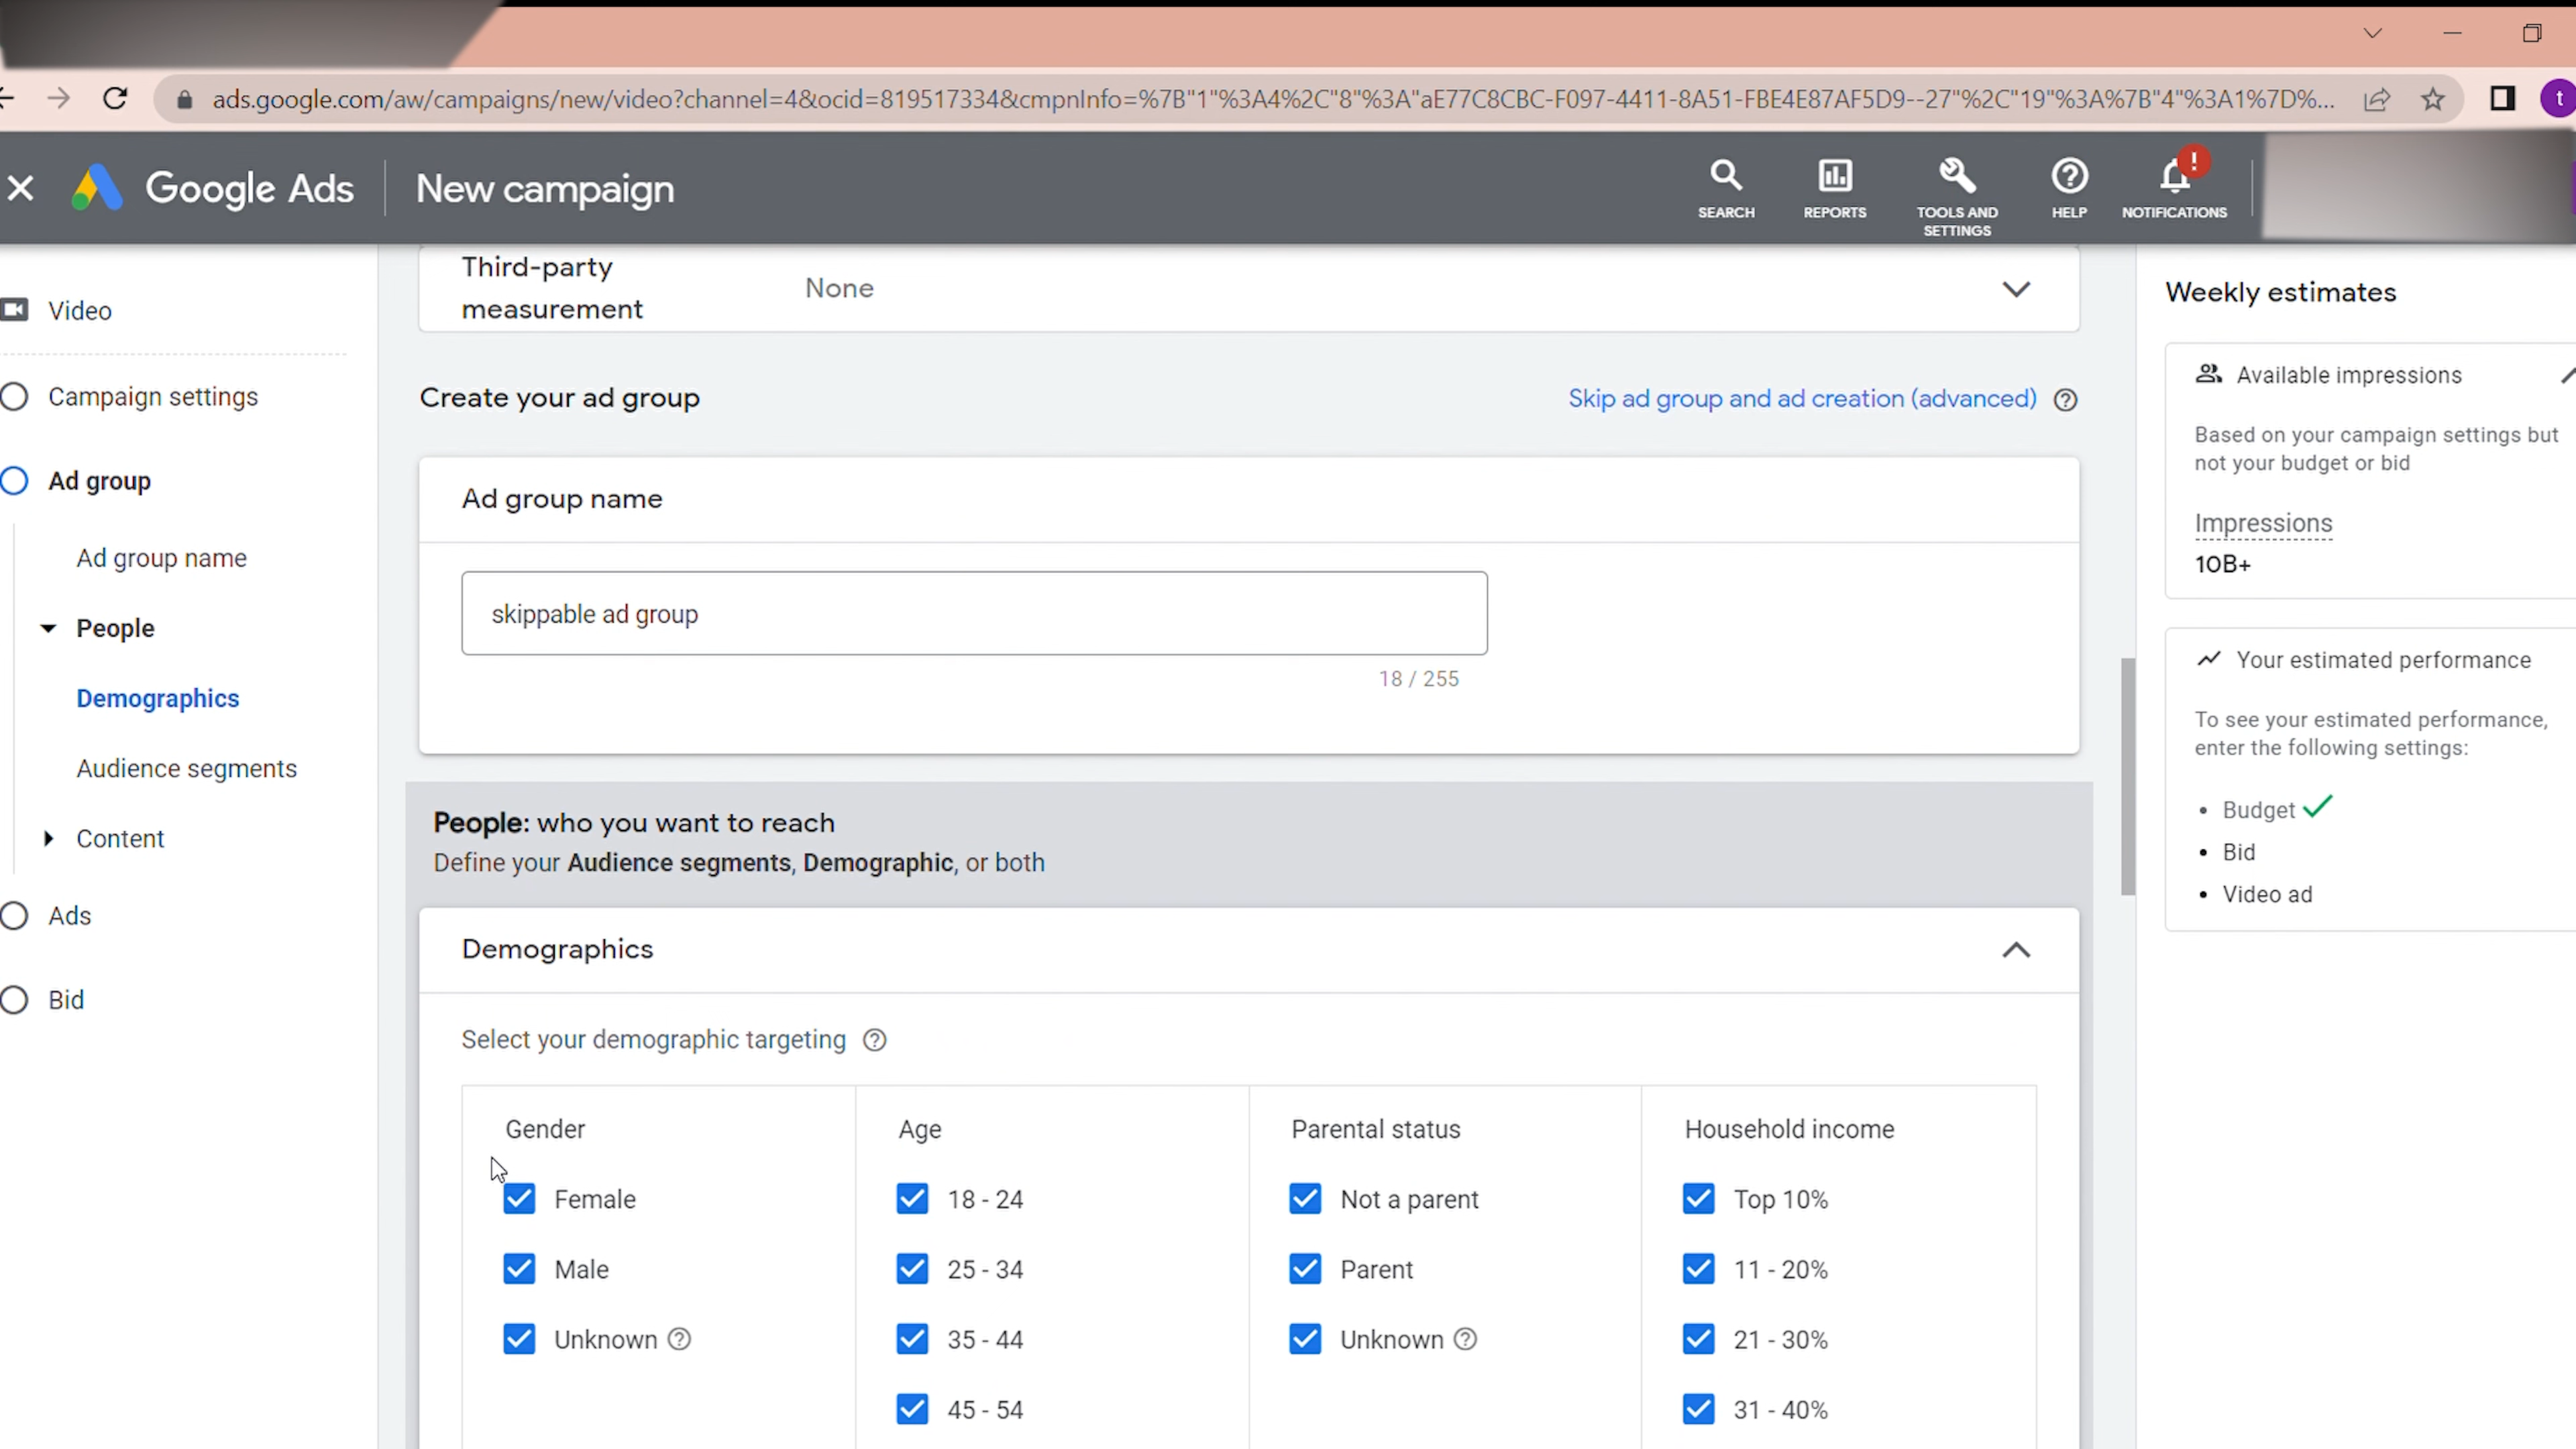 ads.google.com/aw/campaigns/new/video?channel=4&ocid=819517334&cmpnInfo=%7B"1"%3A4%2C"8"%3A"aE77C8CBC-F097-4411-8A51-FBE4E87AF5D9--27"%2C"19"%3A%7B"4"%3A1%7D%...
t
Google Ads
New campaign
SEARCH
REPORTS
TOOLS AND
SETTINGS
HELP
NOTIFICATIONS
Video
Campaign settings
Ad group
Ad group name
People
Demographics
Audience segments
Content
Ads
Bid
Third-party
measurement
None
Create your ad group
Skip ad group and ad creation (advanced)
Ad group name
skippable ad group
18 / 255
People: who you want to reach
Define your Audience segments, Demographic, or both
Demographics
Select your demographic targeting
Gender
Female
Male
Unknown
Age
18 - 24
25 - 34
35 - 44
45 - 54
Parental status
Not a parent
Parent
Unknown
Household income
Top 10%
11 - 20%
21 - 30%
31 - 40%
Weekly estimates
Available impressions
Based on your campaign settings but
not your budget or bid
Impressions
10B+
Your estimated performance
To see your estimated performance,
enter the following settings:
• Budget
• Bid
• Video ad